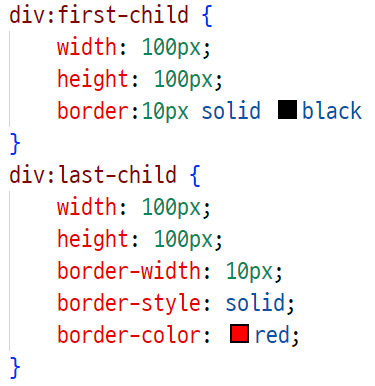 div:first-child {
width: 100px;
height: 100px;
border:10px solid black
}
div:last-child {
width: 100px;
height: 100px;
border-width: 10px;
border-style: solid;
border-color: red;
}